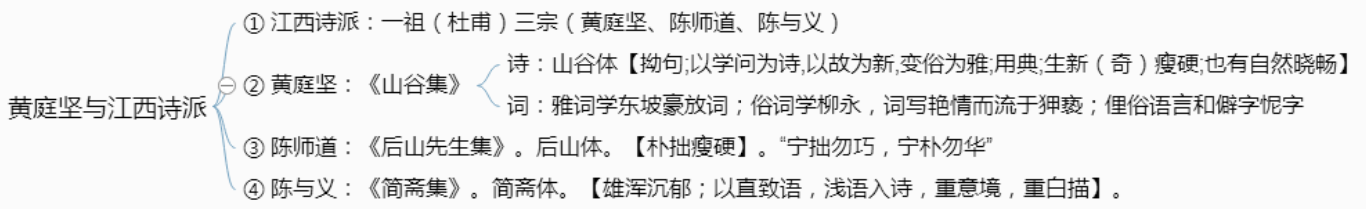 ① 江西诗派：一祖（杜甫）三宗（黄庭坚、陈师道、陈与义）
诗：山谷体【拗句;以学问为诗,以故为新,变俗为雅;用典;生新（奇）瘦硬;也有自然晓畅】
② 黄庭坚：《山谷集》
黄庭坚与江西诗派
词：雅词学东坡豪放词；俗词学柳永，词写艳情而流于狎亵；俚俗语言和僻字怩字
③ 陈师道：《后山先生集》。后山体。【朴拙瘦硬】。“宁拙勿巧，宁朴勿华”
④ 陈与义：《简斋集》。简斋体。【雄浑沉郁；以直致语，浅语入诗，重意境，重白描】。